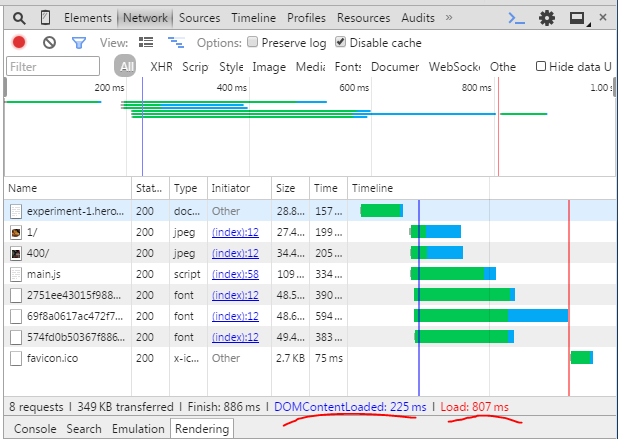 Elements Network Sources Timeline Profiles Resources Audits »
View: Options: Preserve log Disable cache
Filter All XHR Scrip Style Image Media Fonts Documen WebSocke Othe Hide data U
200 ms 400 ms 600 ms 800 ms 1.00 s
Name Stat... Type Initiator Size Time Timeline
experiment-1.hero... 200 doc... Other 28.8... 157 ...
1/ 200 jpeg (index):12 27.4... 199 ...
400/ 200 jpeg (index):12 34.4... 205 ...
main.js 200 script (index):58 109 ... 334 ...
2751ee43015f988... 200 font (index):12 48.5... 390 ...
69f8a0617ac472f7... 200 font (index):12 48.6... 594 ...
574fd0b50367f886... 200 font (index):12 49.4... 383 ...
favicon.ico 200 x-ic... Other 2.7 KB 75 ms
8 requests | 349 KB transferred | Finish: 886 ms | DOMContentLoaded: 225 ms | Load: 807 ms
Console Search Emulation Rendering